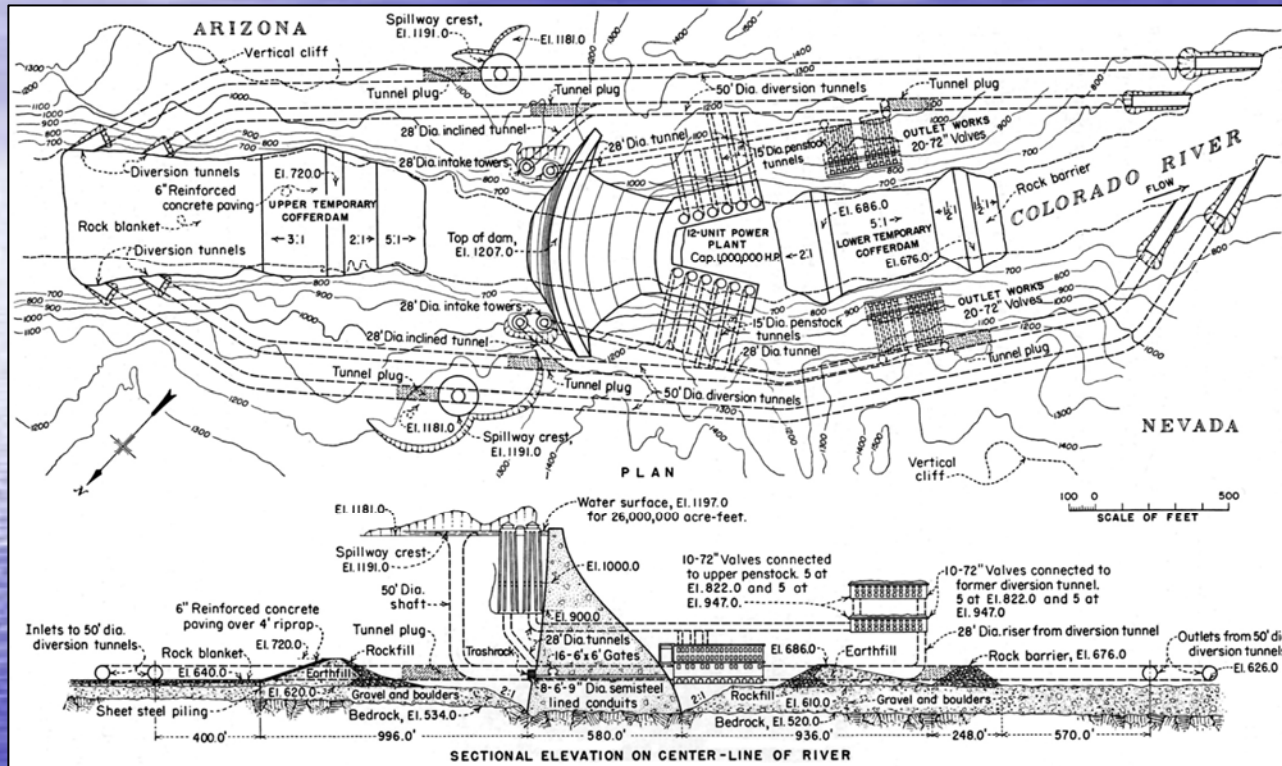 ARIZONA
Spillway crest,
El. 1191.0
El. 1181.0
Vertical cliff
Tunnel plug
Tunnel plug
50' Dia. diversion tunnels
Tunnel plug
28' Dia. inclined tunnel
28' Dia. tunnel
15' Dia. penstock
tunnels
OUTLET WORKS
20-72" Valves
28' Dia. intake towers
Diversion tunnels
6" Reinforced
concrete paving
El. 720.0
UPPER TEMPORARY
COFFERDAM
Rock blanket
3:1
2:1
5:1
Diversion tunnels
Top of dam,
El. 1207.0
12-UNIT POWER
PLANT
Cap. 1,000,000 H.P.
El. 686.0
5:1
LOWER TEMPORARY
COFFERDAM
El. 676.0
2:1
1½:1
1½:1
Rock barrier
COLORADO RIVER
FLOW
28' Dia. intake towers
28' Dia. inclined tunnel
15' Dia. penstock
tunnels
28' Dia. tunnel
OUTLET WORKS
20-72" Valves
Tunnel plug
Tunnel plug
Tunnel plug
50' Dia. diversion tunnels
El. 1181.0
Spillway crest,
El. 1191.0
NEVADA
Vertical
cliff
N
PLAN
100 0 500
SCALE OF FEET
El. 1181.0
Spillway crest
El. 1191.0
Water surface, El. 1197.0
for 26,000,000 acre-feet.
El. 1000.0
50' Dia.
shaft
El. 900.0
10-72" Valves connected
to upper penstock. 5 at
El. 822.0 and 5 at
El. 947.0.
10-72" Valves connected to
former diversion tunnel.
5 at El. 822.0 and 5 at
El. 947.0
6" Reinforced concrete
paving over 4' riprap
Inlets to 50' dia.
diversion tunnels
El. 720.0
Rock blanket
El. 640.0
Rockfill
Earthfill
Tunnel plug
Trashrack
28' Dia. tunnels
16-6'x6' Gates
El. 686.0
Earthfill
28' Dia. riser from diversion tunnel
Rock barrier, El. 676.0
Outlets from 50' dia.
diversion tunnels
El. 626.0
El. 620.0
Gravel and boulders
Sheet steel piling
2:1
8-6'-9" Dia. semisteel
lined conduits
2:1
Rockfill
El. 610.0
Gravel and boulders
Bedrock, El. 534.0
Bedrock, El. 520.0
400.0'
996.0'
580.0'
936.0'
248.0'
570.0'
SECTIONAL ELEVATION ON CENTER-LINE OF RIVER